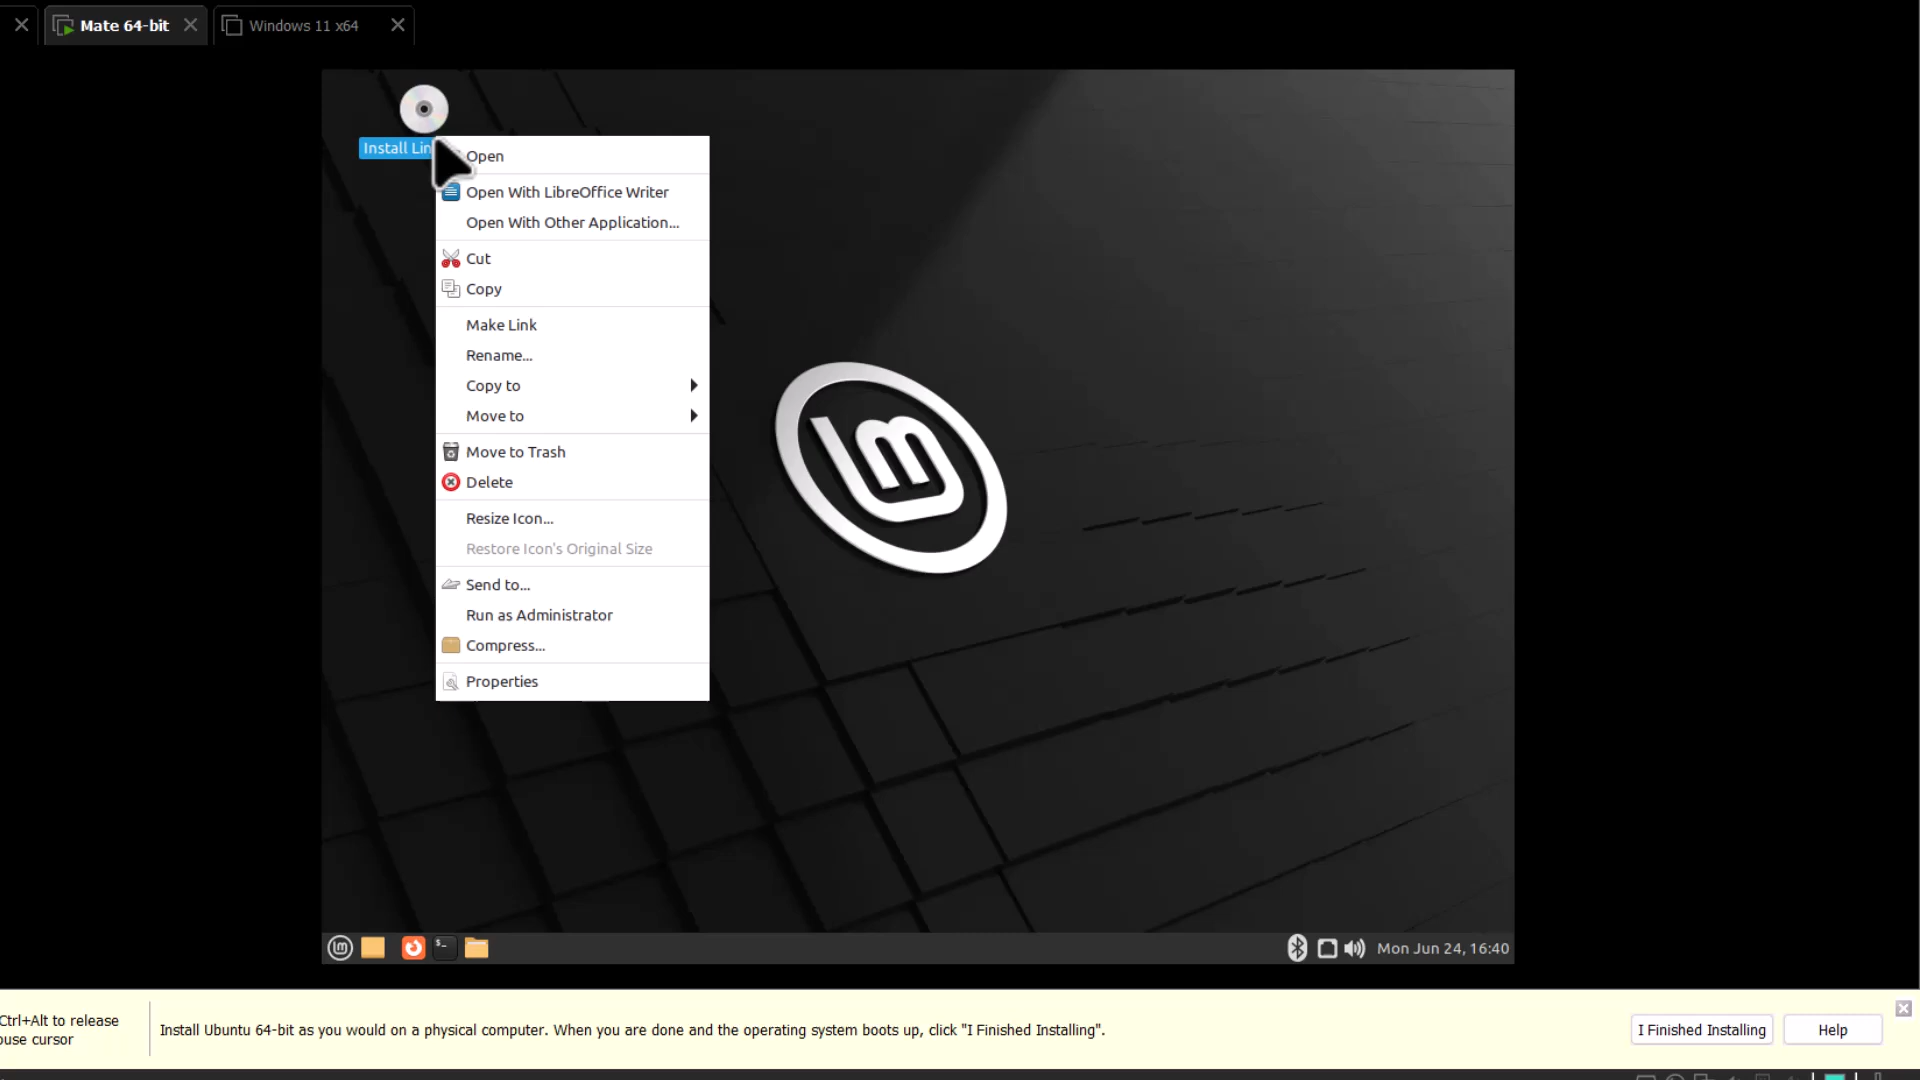 Mate 64-bit
Windows 11 x64
Install Lin
Open
Open With LibreOffice Writer
Open With Other Application...
Cut
Copy
Make Link
Rename...
Copy to
Move to
Move to Trash
Delete
Resize Icon...
Restore Icon's Original Size
Send to...
Run as Administrator
Compress...
Properties
Mon Jun 24, 16:40
Ctrl+Alt to release
ouse cursor
Install Ubuntu 64-bit as you would on a physical computer. When you are done and the operating system boots up, click "I Finished Installing".
I Finished Installing
Help